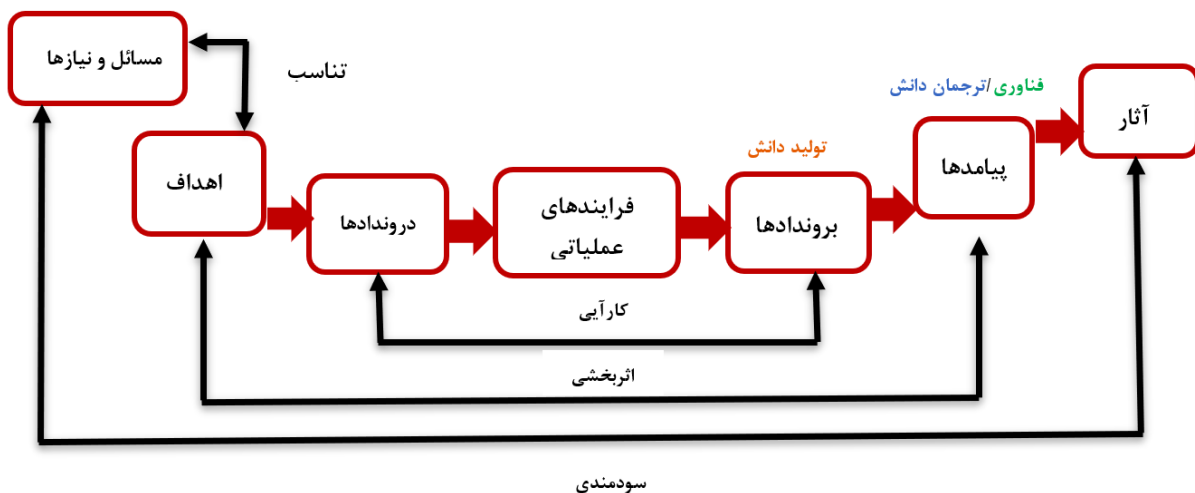 مسائل و نیازها
تناسب
فناوری/ترجمان دانش
آثار
اهداف
تولید دانش
پیامدها
دروندادها
فرایندهای
عملیاتی
بروندادها
کارآیی
اثربخشی
سودمندی